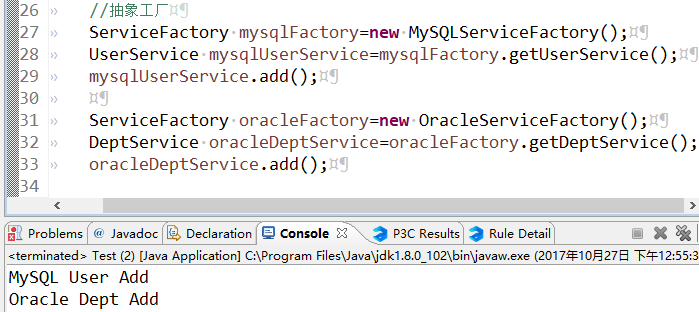 26 //抽象工厂
27 ServiceFactory mysqlFactory=new MySQLServiceFactory();
28 UserService mysqlUserService=mysqlFactory.getUserService();
29 mysqlUserService.add();
30
31 ServiceFactory oracleFactory=new OracleServiceFactory();
32 DeptService oracleDeptService=oracleFactory.getDeptService();
33 oracleDeptService.add();
34
Problems @ Javadoc Declaration Console P3C Results Rule Detail
<terminated> Test (2) [Java Application] C:\Program Files\Java\jdk1.8.0_102\bin\javaw.exe (2017年10月27日 下午12:55:3
MySQL User Add
Oracle Dept Add